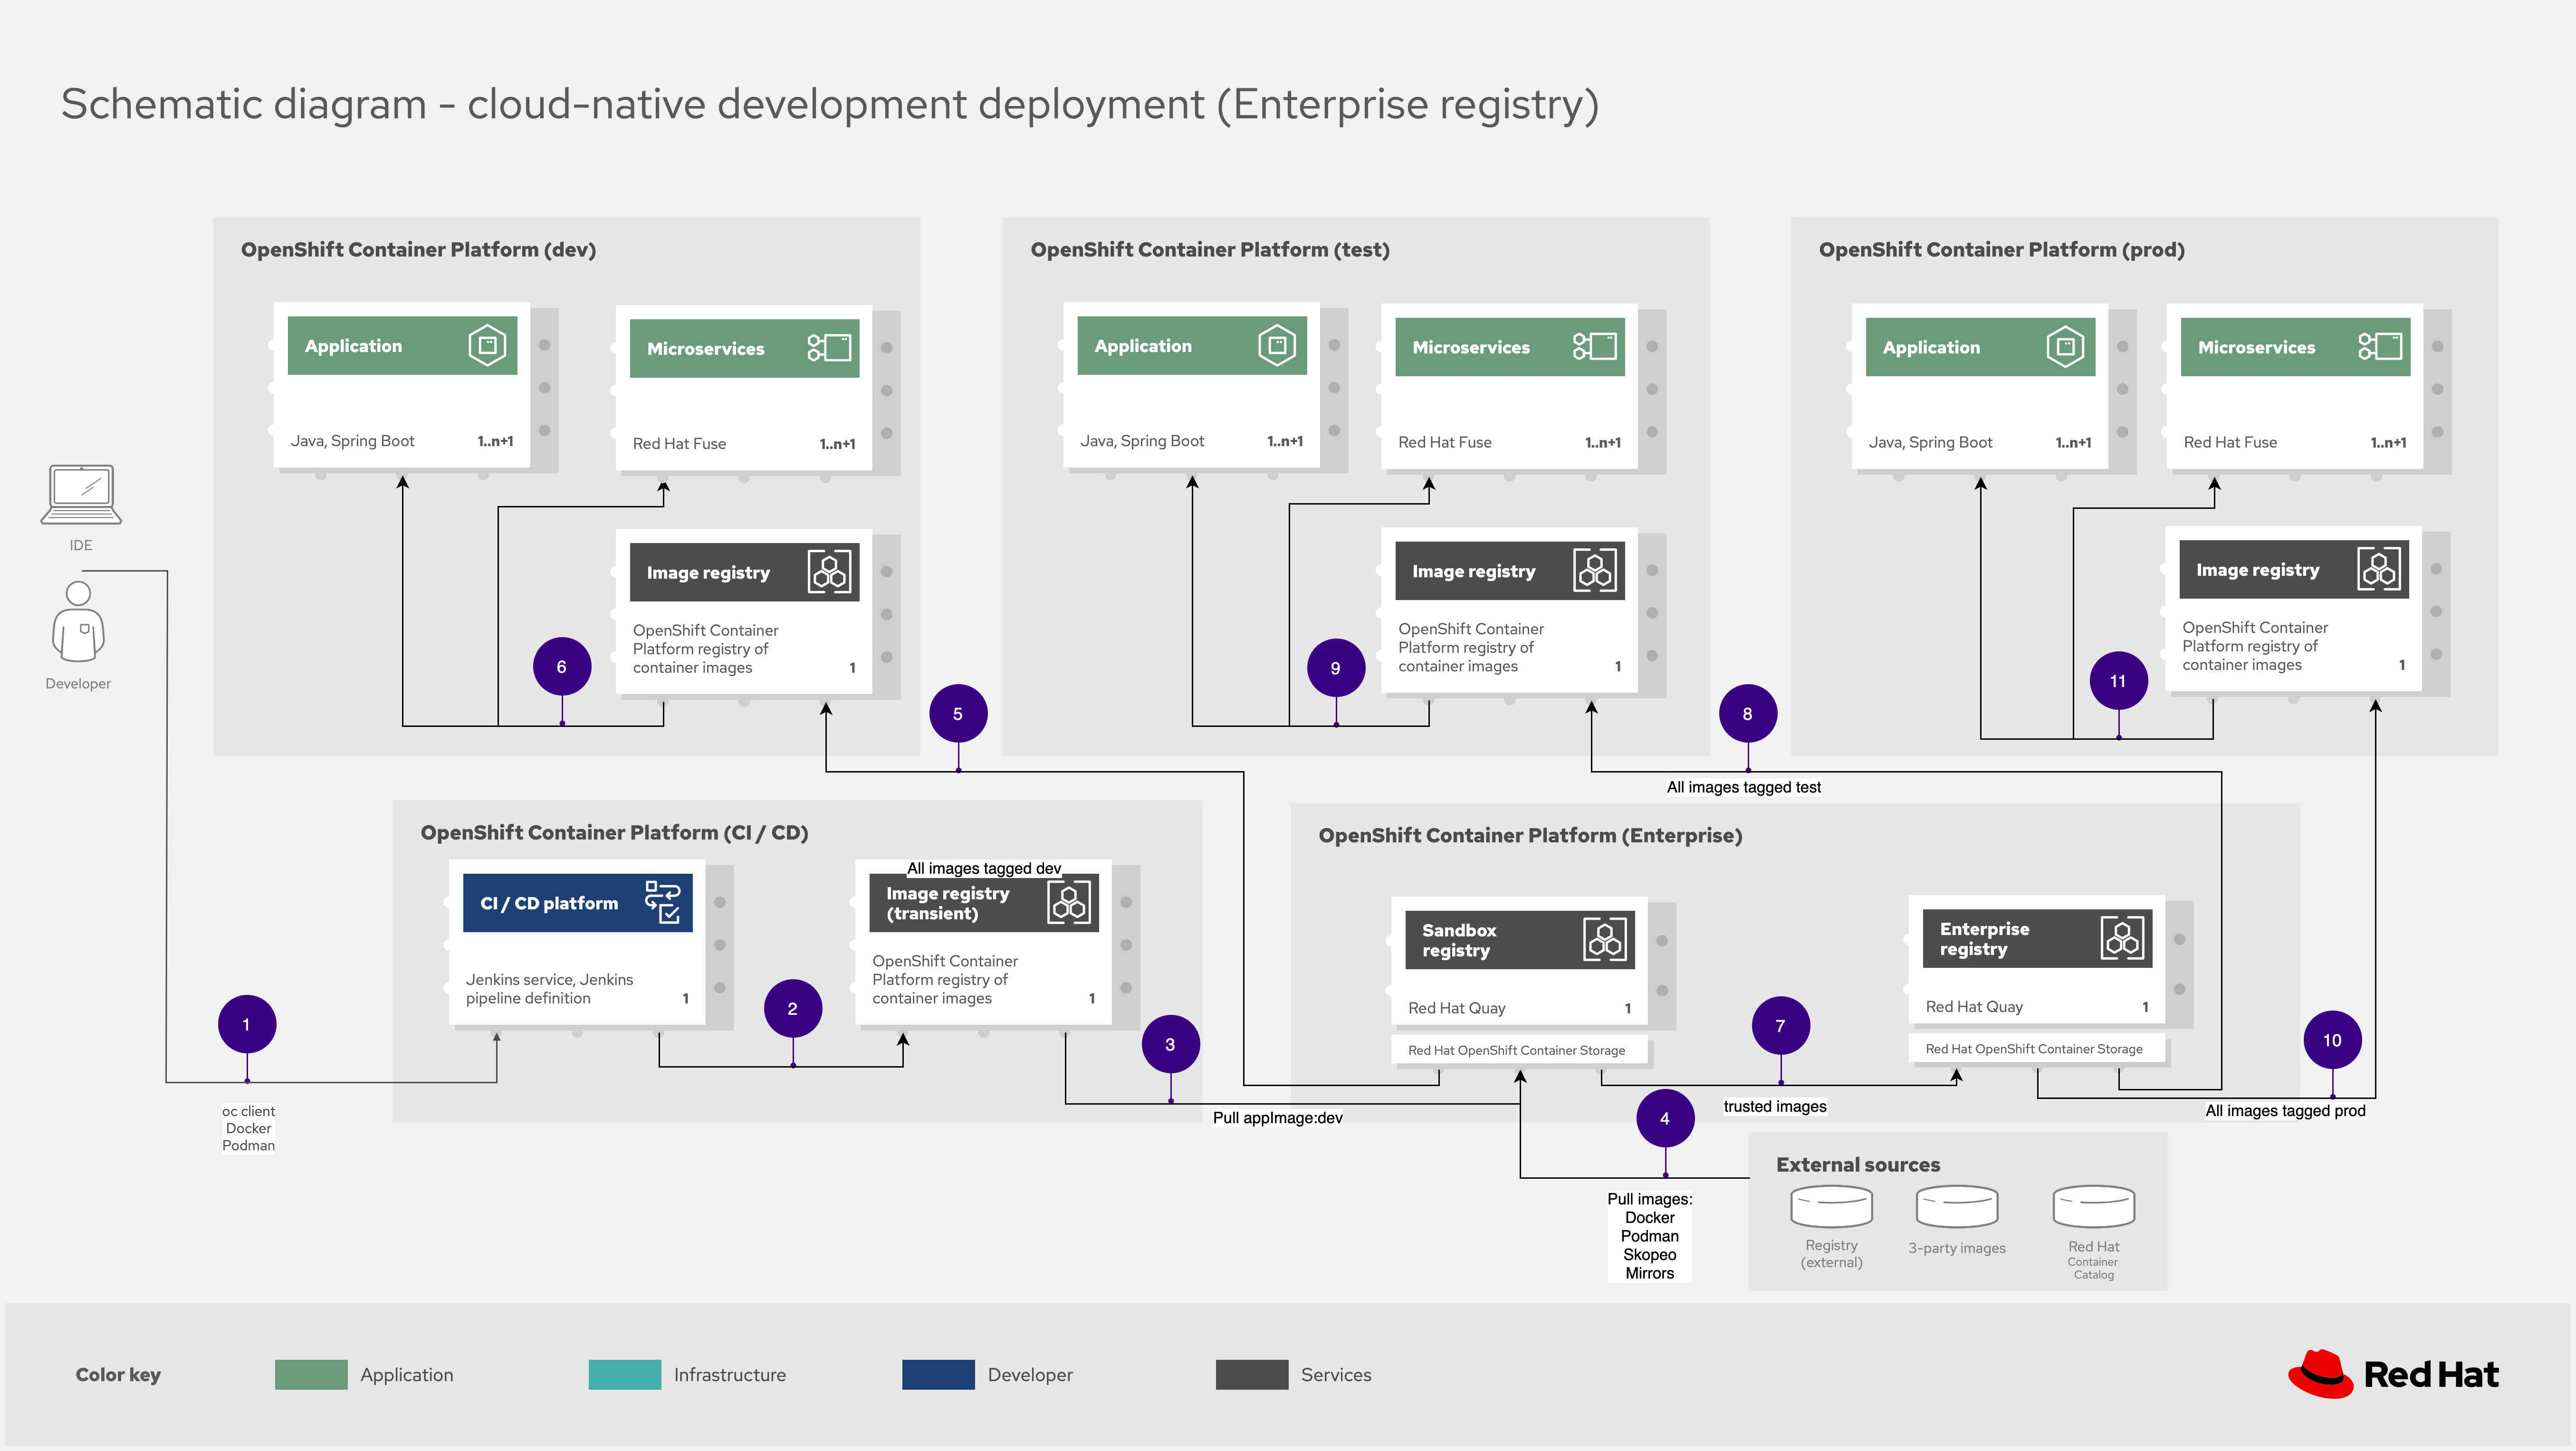 Schematic diagram - cloud-native development deployment (Enterprise registry)
OpenShift Container Platform (dev)
Application
Java, Spring Boot
1..n+1
Microservices
Red Hat Fuse
1..n+1
Image registry
OpenShift Container
Platform registry of
container images
1
6
OpenShift Container Platform (test)
Application
Java, Spring Boot
1..n+1
Microservices
Red Hat Fuse
1..n+1
Image registry
OpenShift Container
Platform registry of
container images
1
9
OpenShift Container Platform (prod)
Application
Java, Spring Boot
1..n+1
Microservices
Red Hat Fuse
1..n+1
Image registry
OpenShift Container
Platform registry of
container images
1
11
IDE
Developer
5
8
All images tagged test
OpenShift Container Platform (CI / CD)
CI / CD platform
Jenkins service, Jenkins
pipeline definition
1
All images tagged dev
Image registry
(transient)
OpenShift Container
Platform registry of
container images
1
1
oc client
Docker
Podman
2
3
Pull appImage:dev
OpenShift Container Platform (Enterprise)
Sandbox
registry
Red Hat Quay
1
Red Hat OpenShift Container Storage
Enterprise
registry
Red Hat Quay
1
Red Hat OpenShift Container Storage
7
trusted images
10
All images tagged prod
4
Pull images:
Docker
Podman
Skopeo
Mirrors
External sources
Registry
(external)
3-party images
Red Hat
Container
Catalog
Color key
Application
Infrastructure
Developer
Services
Red Hat